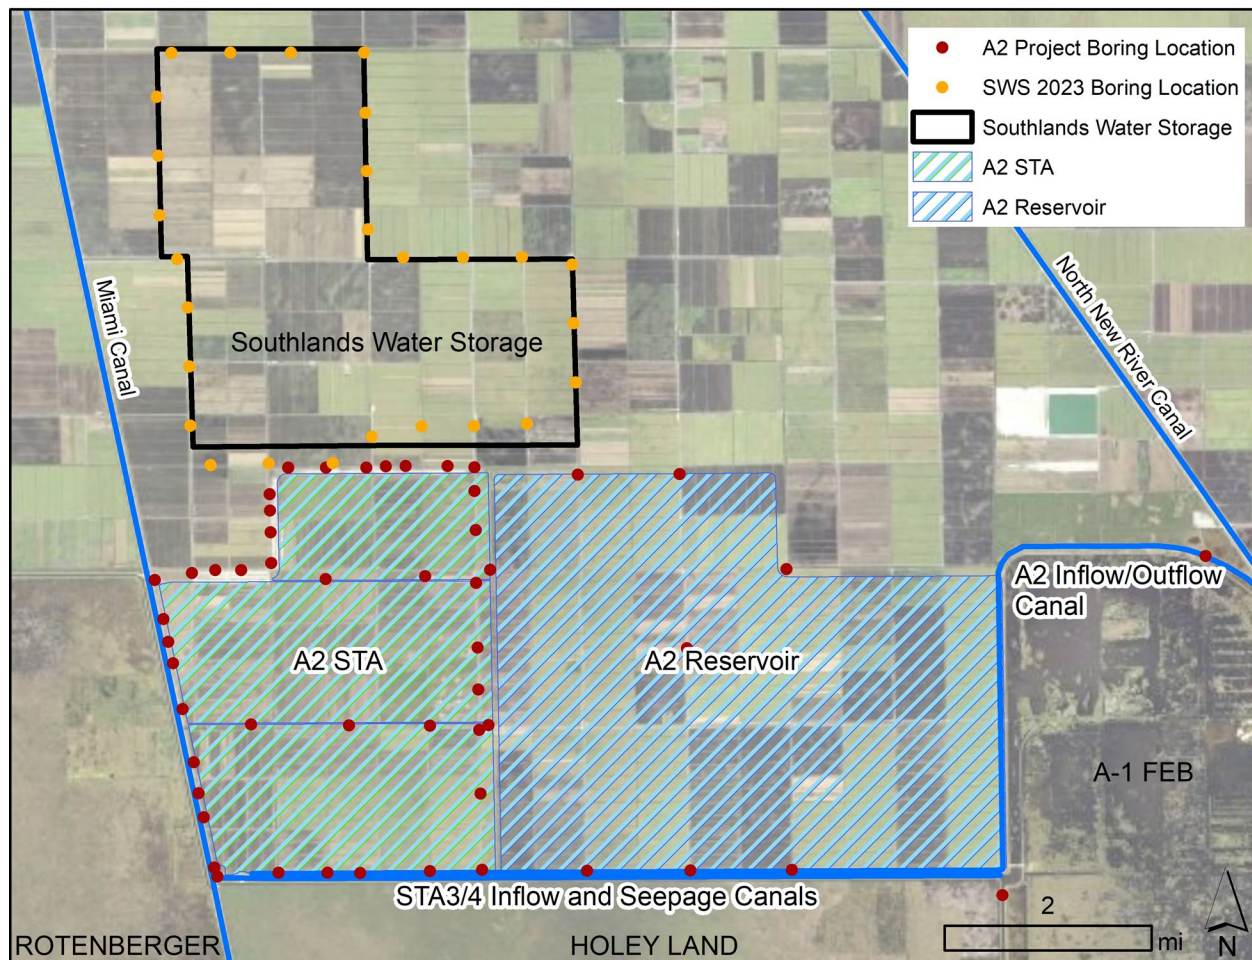 A2 Project Boring Location
SWS 2023 Boring Location
Southlands Water Storage
A2 STA
A2 Reservoir
Miami Canal
North New River Canal
Southlands Water Storage
A2 Inflow/Outflow
Canal
A2 STA
A2 Reservoir
A-1 FEB
STA3/4 Inflow and Seepage Canals
2
mi
N
ROTENBERGER
HOLEY LAND